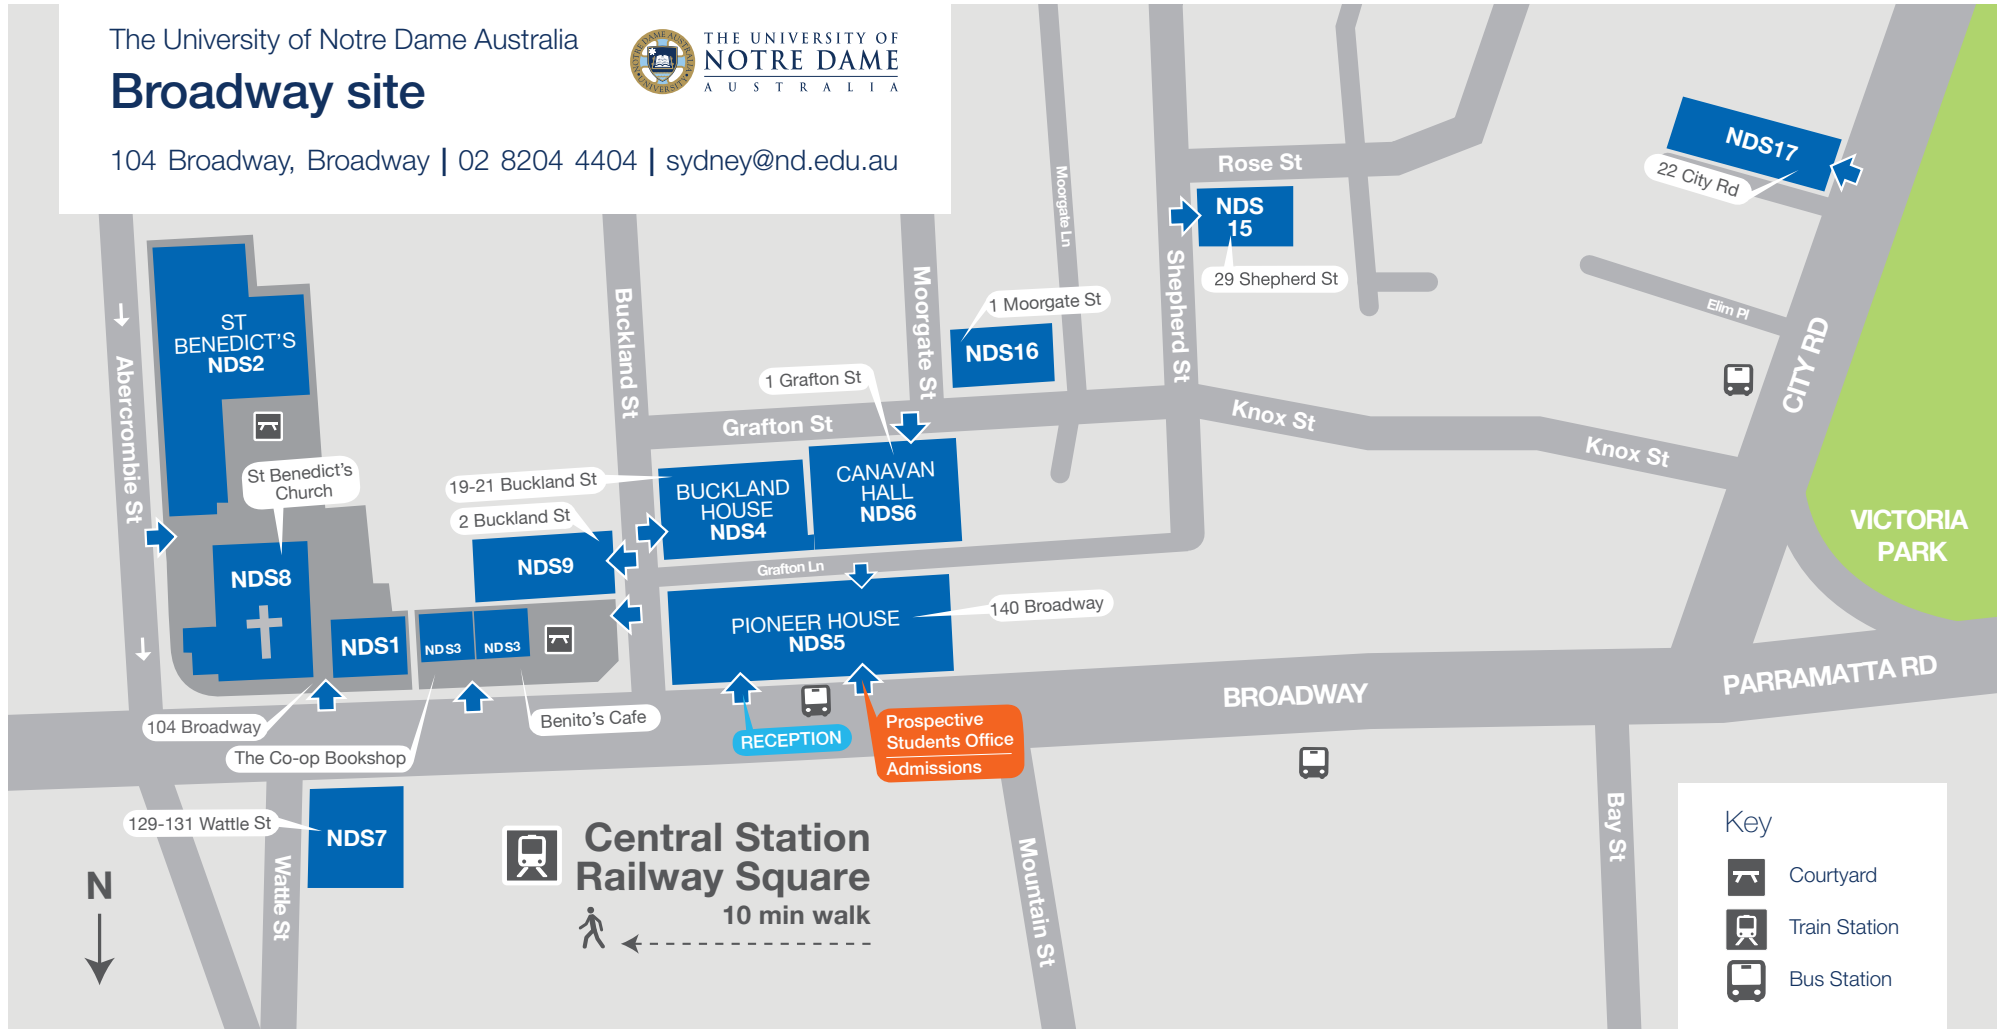 The University of Notre Dame Australia
Broadway site
104 Broadway, Broadway | 02 8204 4404 | sydney@nd.edu.au
NOTRE DAME AUSTRALIA
UNIVERSITY
THE UNIVERSITY OF
NOTRE DAME
AUSTRALIA
Abercrombie St
ST
BENEDICT'S
NDS2
St Benedict's
Church
NDS8
NDS1
NDS3
NDS3
104 Broadway
The Co-op Bookshop
Benito's Cafe
129-131 Wattle St
NDS7
Wattle St
N
Buckland St
19-21 Buckland St
2 Buckland St
NDS9
BUCKLAND
HOUSE
NDS4
1 Grafton St
CANAVAN
HALL
NDS6
Grafton St
Grafton Ln
Moorgate St
Moorgate Ln
1 Moorgate St
NDS16
PIONEER HOUSE
NDS5
140 Broadway
RECEPTION
Prospective
Students Office
Admissions
Shepherd St
Rose St
NDS
15
29 Shepherd St
NDS17
22 City Rd
Elim Pl
CITY RD
Knox St
Knox St
VICTORIA
PARK
BROADWAY
PARRAMATTA RD
Central Station
Railway Square
10 min walk
Mountain St
Bay St
Key
Courtyard
Train Station
Bus Station